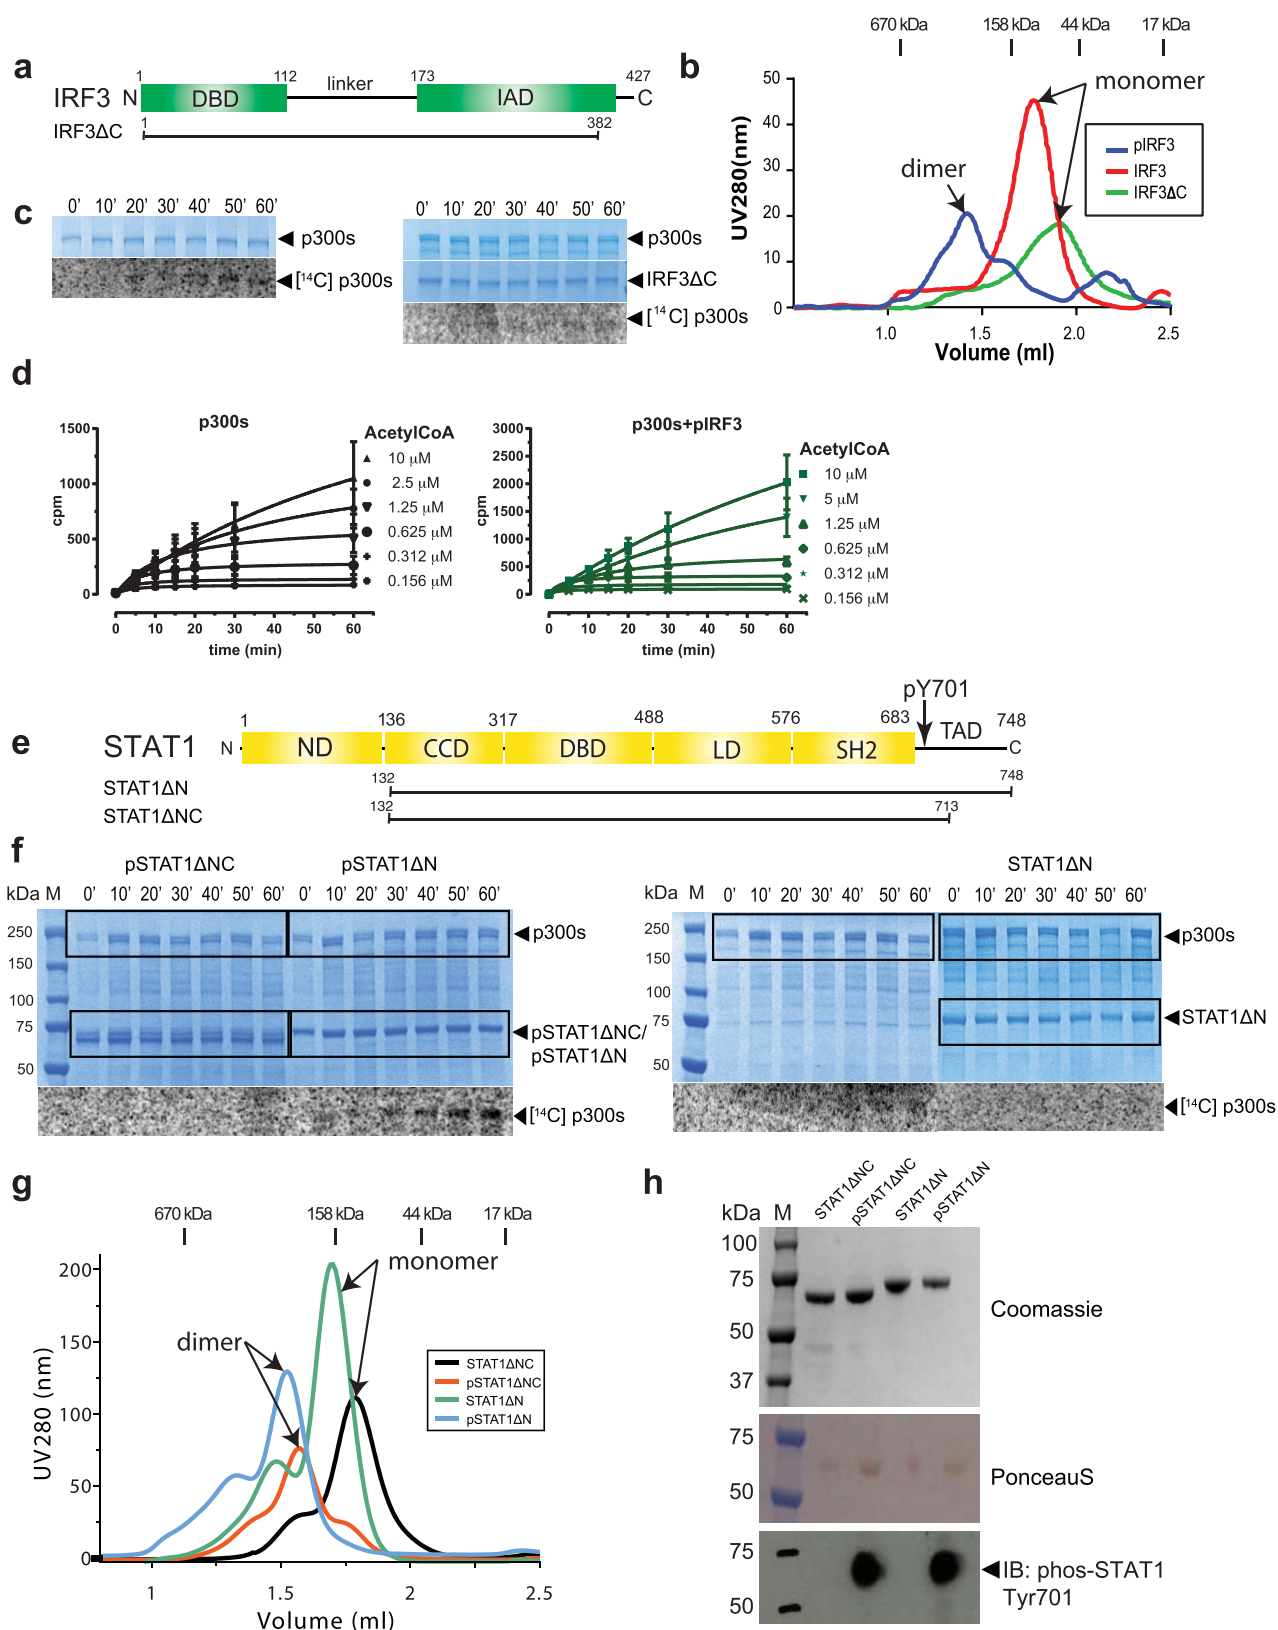 a
IRF3 N 1 DBD 112 linker 173 IAD 427 C
IRF3ΔC 1 382
b
670 kDa 158 kDa 44 kDa 17 kDa
UV280(nm)
50
40
30
20
10
0
dimer
monomer
pIRF3
IRF3
IRF3ΔC
1.0 1.5 2.0 2.5
Volume (ml)
c
0' 10' 20' 30' 40' 50' 60'
p300s
[¹⁴C] p300s
0' 10' 20' 30' 40' 50' 60'
p300s
IRF3ΔC
[¹⁴C] p300s
d
p300s
cpm
1500
1000
500
0
0 10 20 30 40 50 60
time (min)
AcetylCoA
10 μM
2.5 μM
1.25 μM
0.625 μM
0.312 μM
0.156 μM
p300s+pIRF3
cpm
3000
2500
2000
1500
1000
500
0
0 10 20 30 40 50 60
time (min)
AcetylCoA
10 μM
5 μM
1.25 μM
0.625 μM
0.312 μM
0.156 μM
e
pY701
1 136 317 488 576 683 748
STAT1 N ND CCD DBD LD SH2 TAD C
STAT1ΔN 132 748
STAT1ΔNC 132 713
f
pSTAT1ΔNC pSTAT1ΔN
kDa M 0' 10' 20' 30' 40' 50' 60' 0' 10' 20' 30' 40' 50' 60'
250
150
100
75
50
p300s
pSTAT1ΔNC/
pSTAT1ΔN
[¹⁴C] p300s
STAT1ΔN
kDa M 0' 10' 20' 30' 40' 50' 60' 0' 10' 20' 30' 40' 50' 60'
250
150
100
75
50
p300s
STAT1ΔN
[¹⁴C] p300s
g
670 kDa 158 kDa 44 kDa 17 kDa
UV280 (nm)
200
150
100
50
0
dimer
monomer
STAT1ΔNC
pSTAT1ΔNC
STAT1ΔN
pSTAT1ΔN
1 1.5 2 2.5
Volume (ml)
h
kDa M STAT1ΔNC pSTAT1ΔNC STAT1ΔN pSTAT1ΔN
100
75
50
37
Coomassie
75
50
PonceauS
75
50
IB: phos-STAT1
Tyr701